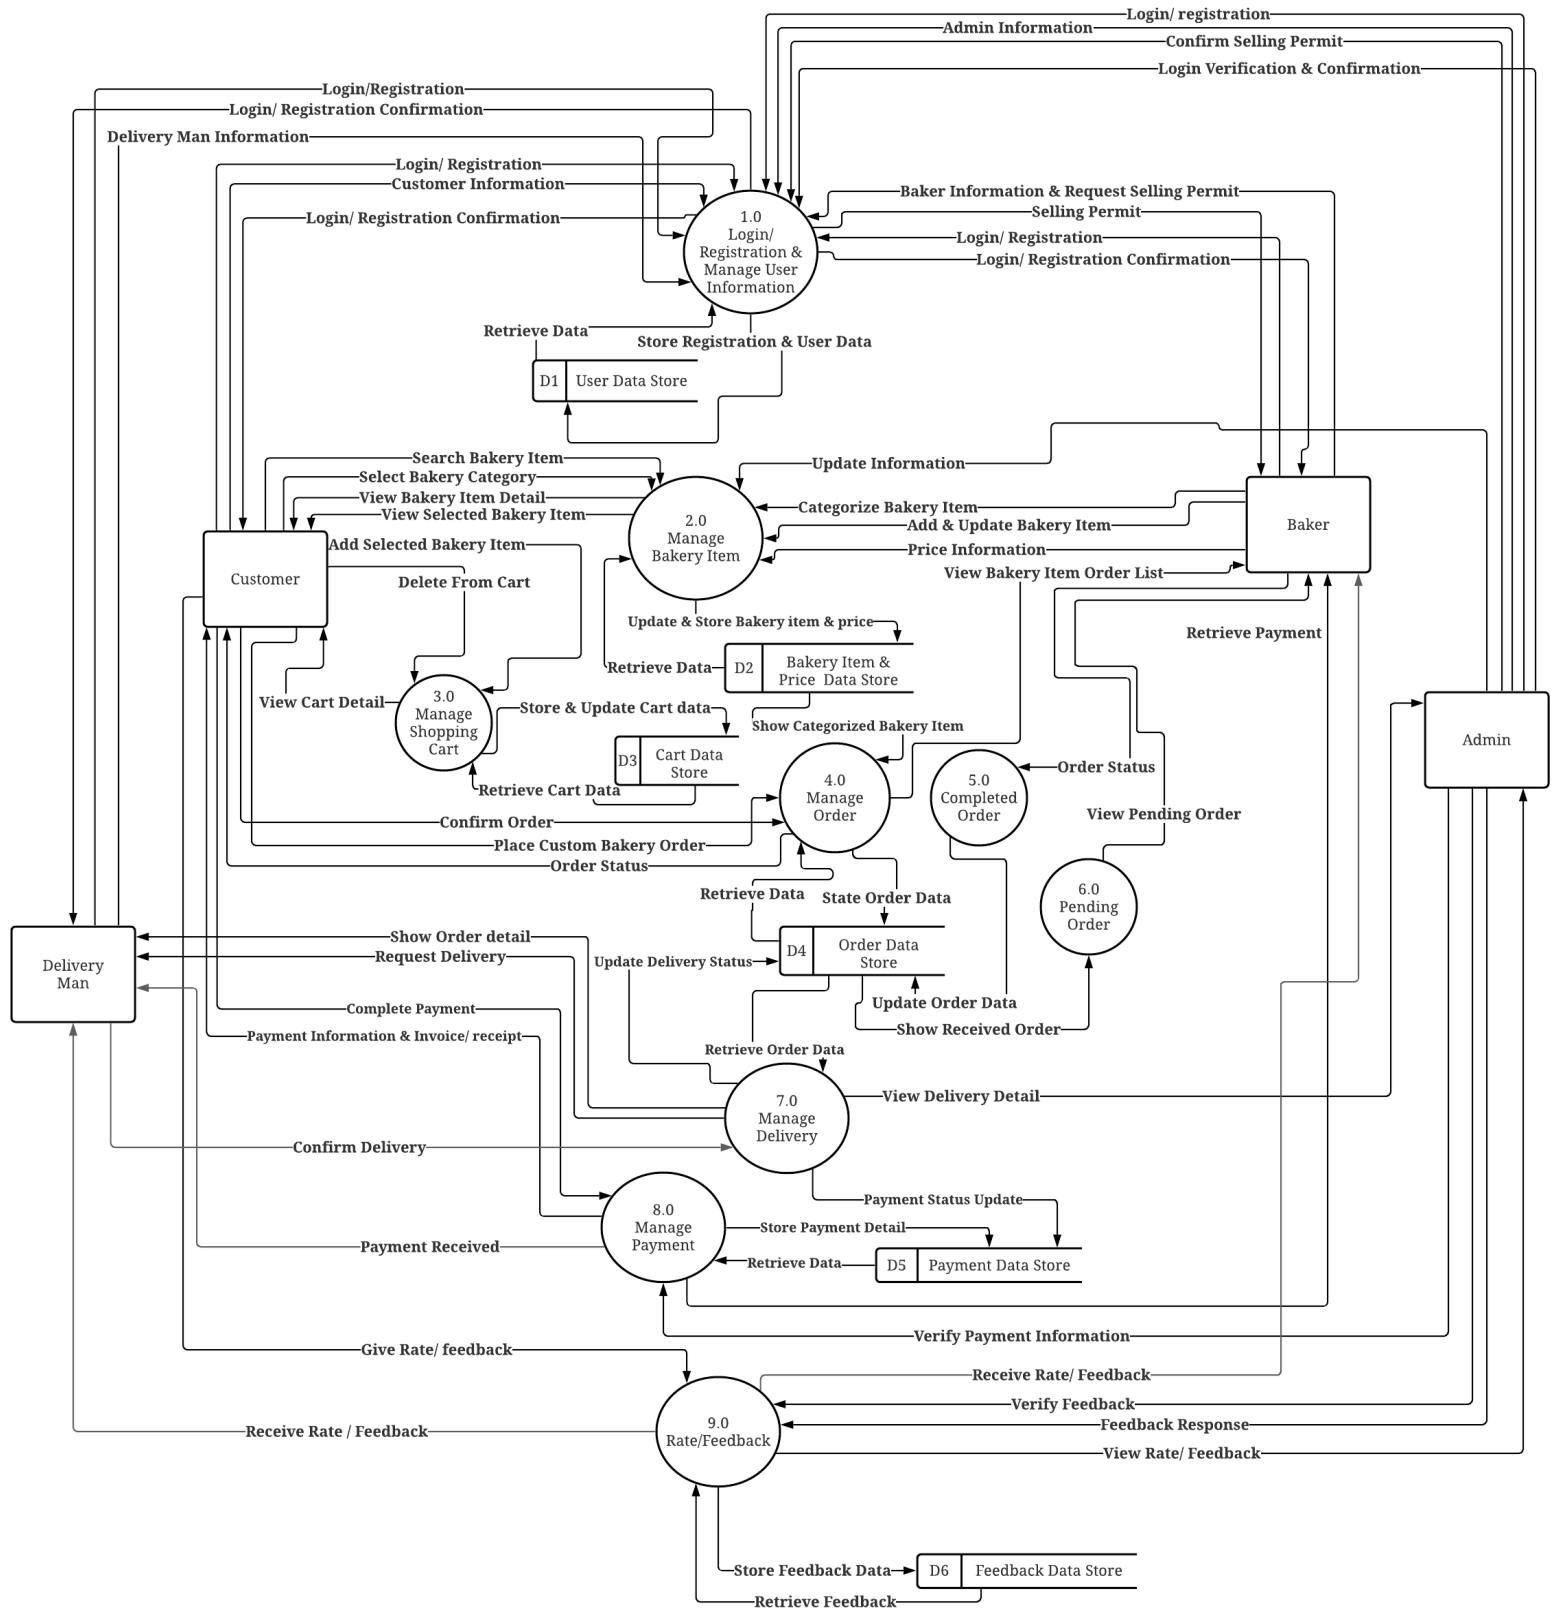 Login/ registration
Admin Information
Confirm Selling Permit
Login Verification & Confirmation
Login/Registration
Login/ Registration Confirmation
Delivery Man Information
Login/ Registration
Customer Information
Login/ Registration Confirmation
Baker Information & Request Selling Permit
Selling Permit
Login/ Registration
Login/ Registration Confirmation
1.0
Login/
Registration &
Manage User
Information
Retrieve Data
Store Registration & User Data
D1
User Data Store
Search Bakery Item
Select Bakery Category
View Bakery Item Detail
View Selected Bakery Item
Update Information
Categorize Bakery Item
Add & Update Bakery Item
Price Information
View Bakery Item Order List
2.0
Manage
Bakery Item
Baker
Customer
Add Selected Bakery Item
Delete From Cart
Update & Store Bakery item & price
Retrieve Payment
Retrieve Data
D2
Bakery Item &
Price Data Store
View Cart Detail
3.0
Manage
Shopping
Cart
Store & Update Cart data
Show Categorized Bakery Item
D3
Cart Data
Store
Admin
Retrieve Cart Data
4.0
Manage
Order
5.0
Completed
Order
Order Status
Confirm Order
View Pending Order
Place Custom Bakery Order
Order Status
Retrieve Data
State Order Data
6.0
Pending
Order
Delivery
Man
Show Order detail
Request Delivery
Update Delivery Status
D4
Order Data
Store
Complete Payment
Update Order Data
Payment Information & Invoice/ receipt
Show Received Order
Retrieve Order Data
7.0
Manage
Delivery
View Delivery Detail
Confirm Delivery
8.0
Manage
Payment
Payment Status Update
Store Payment Detail
Payment Received
Retrieve Data
D5
Payment Data Store
Verify Payment Information
Give Rate/ feedback
Receive Rate/ Feedback
Verify Feedback
Feedback Response
Receive Rate / Feedback
9.0
Rate/Feedback
View Rate/ Feedback
Store Feedback Data
D6
Feedback Data Store
Retrieve Feedback